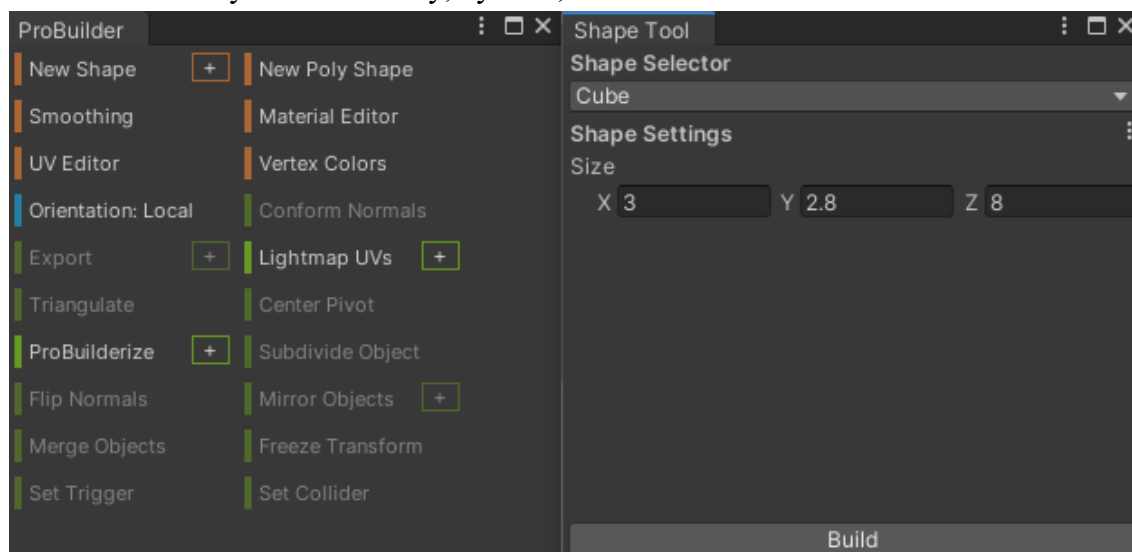 ProBuilder
New Shape + New Poly Shape
Smoothing Material Editor
UV Editor Vertex Colors
Orientation: Local Conform Normals
Export + Lightmap UVs +
Triangulate Center Pivot
ProBuilderize + Subdivide Object
Flip Normals Mirror Objects +
Merge Objects Freeze Transform
Set Trigger Set Collider
Shape Tool
Shape Selector
Cube
Shape Settings
Size
X 3 Y 2.8 Z 8
Build